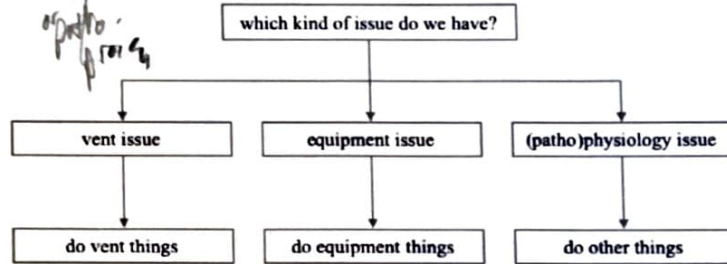 which kind of issue do we have?
vent issue
equipment issue
(patho)physiology issue
do vent things
do equipment things
do other things